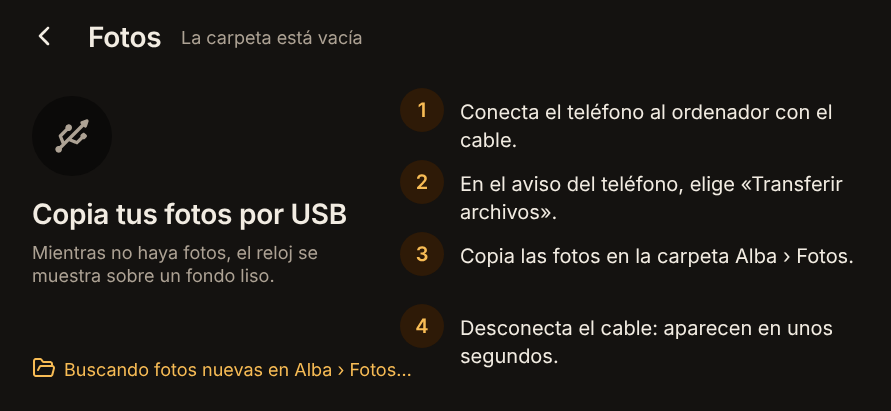 Fotos La carpeta está vacía
Copia tus fotos por USB
Mientras no haya fotos, el reloj se
muestra sobre un fondo liso.
Buscando fotos nuevas en Alba › Fotos...
1 Conecta el teléfono al ordenador con el
cable.
2 En el aviso del teléfono, elige «Transferir
archivos».
3 Copia las fotos en la carpeta Alba › Fotos.
4 Desconecta el cable: aparecen en unos
segundos.